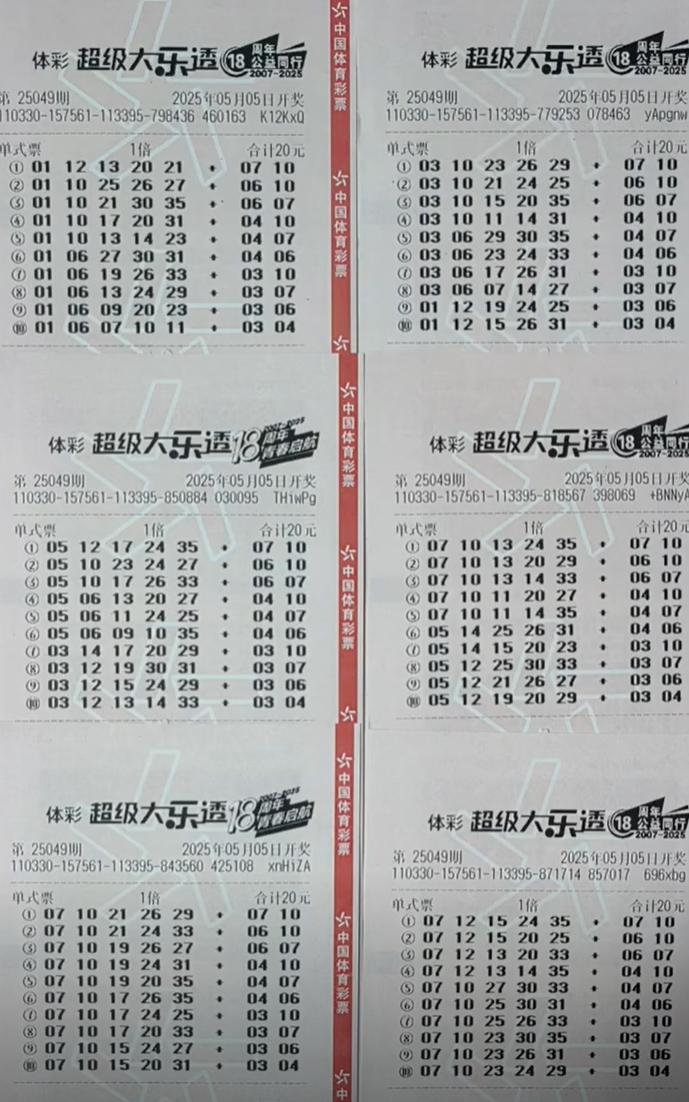 体彩 超级大乐透 18 周年 公益同行 2007-2025
第 25049期 2025年05月05日开奖
110330-157561-113395-798436 460163 K12KxQ
单式票 1倍 合计20元
① 01 12 13 20 21 + 07 10
② 01 10 25 26 27 + 06 10
③ 01 10 21 30 35 + 06 07
④ 01 10 17 20 31 + 04 10
⑤ 01 10 13 14 23 + 04 07
⑥ 01 06 27 30 31 + 04 06
⑦ 01 06 19 26 33 + 03 10
⑧ 01 06 13 24 29 + 03 07
⑨ 01 06 09 20 23 + 03 06
⑩ 01 06 07 10 11 + 03 04
中国体育彩票
中国体育彩票
体彩 超级大乐透 18 周年 公益同行 2007-2025
第 25049期 2025年05月05日开奖
110330-157561-113395-779253 078463 yApgnw
单式票 1倍 合计20元
① 03 10 23 26 29 + 07 10
② 03 10 21 24 25 + 06 10
③ 03 10 15 20 35 + 06 07
④ 03 10 11 14 31 + 04 10
⑤ 03 06 29 30 35 + 04 07
⑥ 03 06 23 24 33 + 04 06
⑦ 03 06 17 26 31 + 03 10
⑧ 03 06 07 14 27 + 03 07
⑨ 01 12 19 24 25 + 03 06
⑩ 01 12 15 26 31 + 03 04
体彩 超级大乐透 18 2007-2025 周年 青春启航
第 25049期 2025年05月05日开奖
110330-157561-113395-850884 030095 THiwPg
单式票 1倍 合计20元
① 05 12 17 24 35 + 07 10
② 05 10 23 24 27 + 06 10
③ 05 10 17 26 33 + 06 07
④ 05 06 13 20 27 + 04 10
⑤ 05 06 11 24 25 + 04 07
⑥ 05 06 09 10 35 + 04 06
⑦ 03 14 17 20 29 + 03 10
⑧ 03 12 19 30 31 + 03 07
⑨ 03 12 15 24 29 + 03 06
⑩ 03 12 13 14 33 + 03 04
中国体育彩票
中国体育彩票
体彩 超级大乐透 18 周年 公益同行 2007-2025
第 25049期 2025年05月05日开奖
110330-157561-113395-818567 398069 +BNNyA
单式票 1倍 合计20元
① 07 10 13 24 35 + 07 10
② 07 10 13 20 29 + 06 10
③ 07 10 13 14 33 + 06 07
④ 07 10 11 20 27 + 04 10
⑤ 07 10 11 14 35 + 04 07
⑥ 05 14 25 26 31 + 04 06
⑦ 05 14 15 20 23 + 03 10
⑧ 05 12 25 30 33 + 03 07
⑨ 05 12 21 26 27 + 03 06
⑩ 05 12 19 20 29 + 03 04
体彩 超级大乐透 18 2007-2025 周年 青春启航
第 25049期 2025年05月05日开奖
110330-157561-113395-843560 425108 xnHiZA
单式票 1倍 合计20元
① 07 10 21 26 29 + 07 10
② 07 10 21 24 33 + 06 10
③ 07 10 19 26 27 + 06 07
④ 07 10 19 24 31 + 04 10
⑤ 07 10 19 20 35 + 04 07
⑥ 07 10 17 26 35 + 04 06
⑦ 07 10 17 24 25 + 03 10
⑧ 07 10 17 20 33 + 03 07
⑨ 07 10 15 24 27 + 03 06
⑩ 07 10 15 20 31 + 03 04
中国体育彩票
中国体育彩票
中
体彩 超级大乐透 18 周年 公益同行 2007-2025
第 25049期 2025年05月05日开奖
110330-157561-113395-871714 857017 696xbg
单式票 1倍 合计20元
① 07 12 15 24 35 + 07 10
② 07 12 15 20 25 + 06 10
③ 07 12 13 20 33 + 06 07
④ 07 12 13 14 35 + 04 10
⑤ 07 10 27 30 33 + 04 07
⑥ 07 10 25 30 31 + 04 06
⑦ 07 10 25 26 33 + 03 10
⑧ 07 10 23 30 35 + 03 07
⑨ 07 10 23 26 31 + 03 06
⑩ 07 10 23 24 29 + 03 04